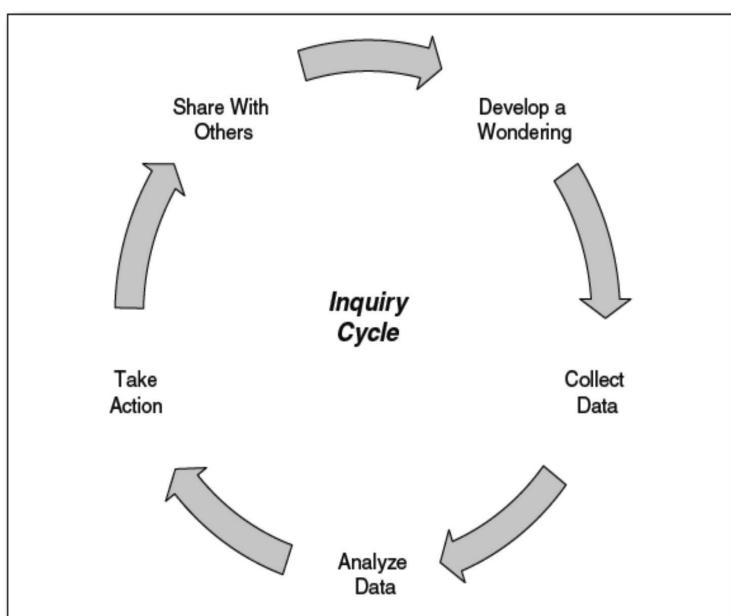 Share With
Others
Develop a
Wondering
Inquiry
Cycle
Take
Action
Collect
Data
Analyze
Data